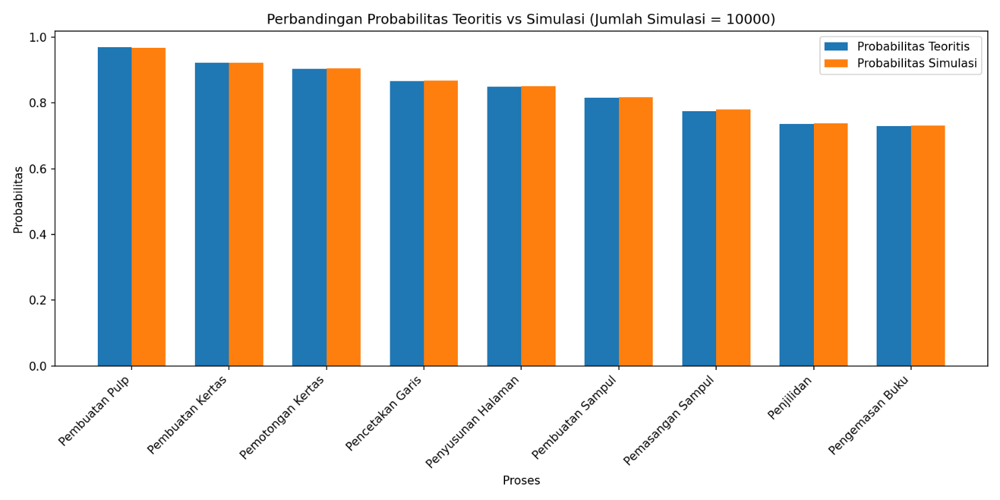 Perbandingan Probabilitas Teoritis vs Simulasi (Jumlah Simulasi = 10000)
Probabilitas Teoritis
Probabilitas Simulasi
Probabilitas
1.0
0.8
0.6
0.4
0.2
0.0
Pembuatan Pulp
Pembuatan Kertas
Pemotongan Kertas
Pencetakan Garis
Penyusunan Halaman
Pembuatan Sampul
Pemasangan Sampul
Penjilidan
Pengemasan Buku
Proses